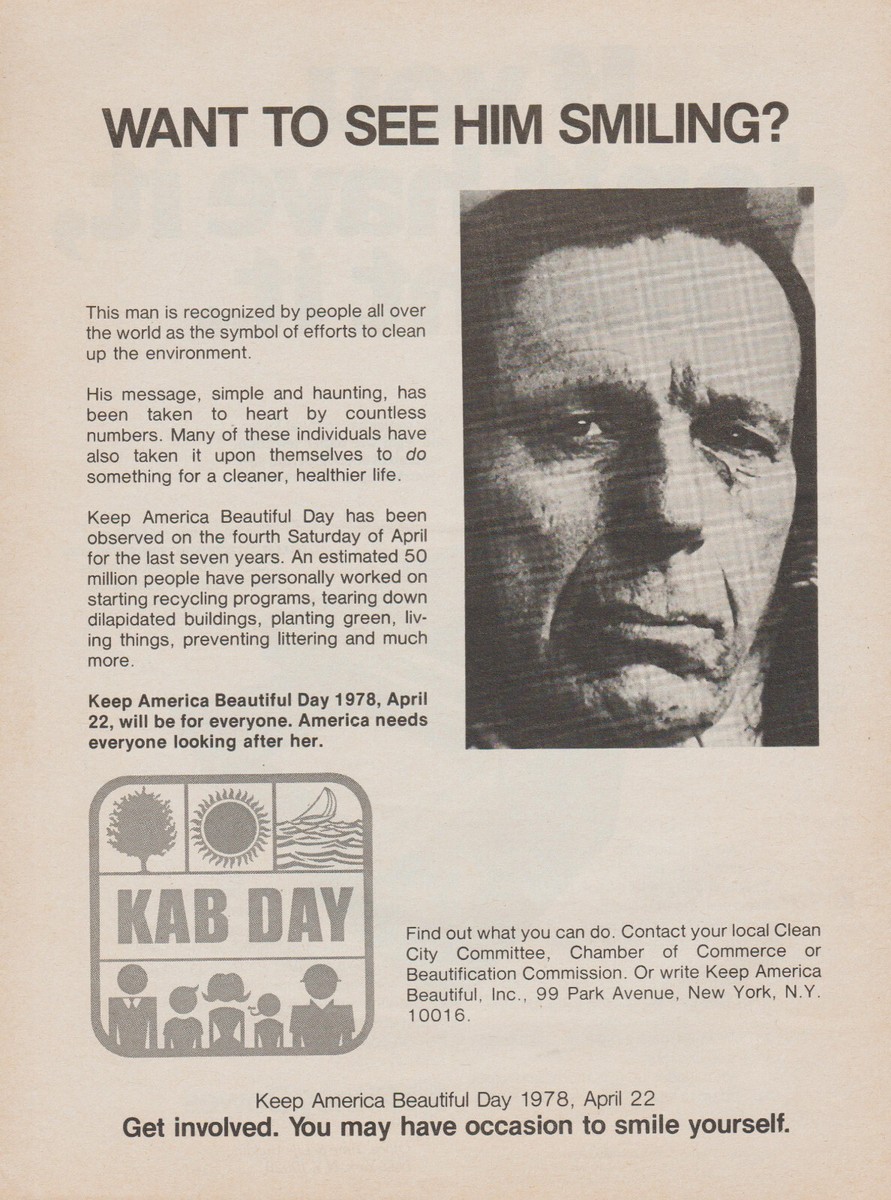 WANT TO SEE HIM SMILING?
This man is recognized by people all over
the world as the symbol of efforts to clean
up the environment.
His message, simple and haunting, has
been taken to heart by countless
numbers. Many of these individuals have
also taken it upon themselves to do
something for a cleaner, healthier life.
Keep America Beautiful Day has been
observed on the fourth Saturday of April
for the last seven years. An estimated 50
million people have personally worked on
starting recycling programs, tearing down
dilapidated buildings, planting green, liv-
ing things, preventing littering and much
more.
Keep America Beautiful Day 1978, April
22, will be for everyone. America needs
everyone looking after her.
KAB DAY
Find out what you can do. Contact your local Clean
City Committee, Chamber of Commerce or
Beautification Commission. Or write Keep America
Beautiful, Inc., 99 Park Avenue, New York, N.Y.
10016.
Keep America Beautiful Day 1978, April 22
Get involved. You may have occasion to smile yourself.